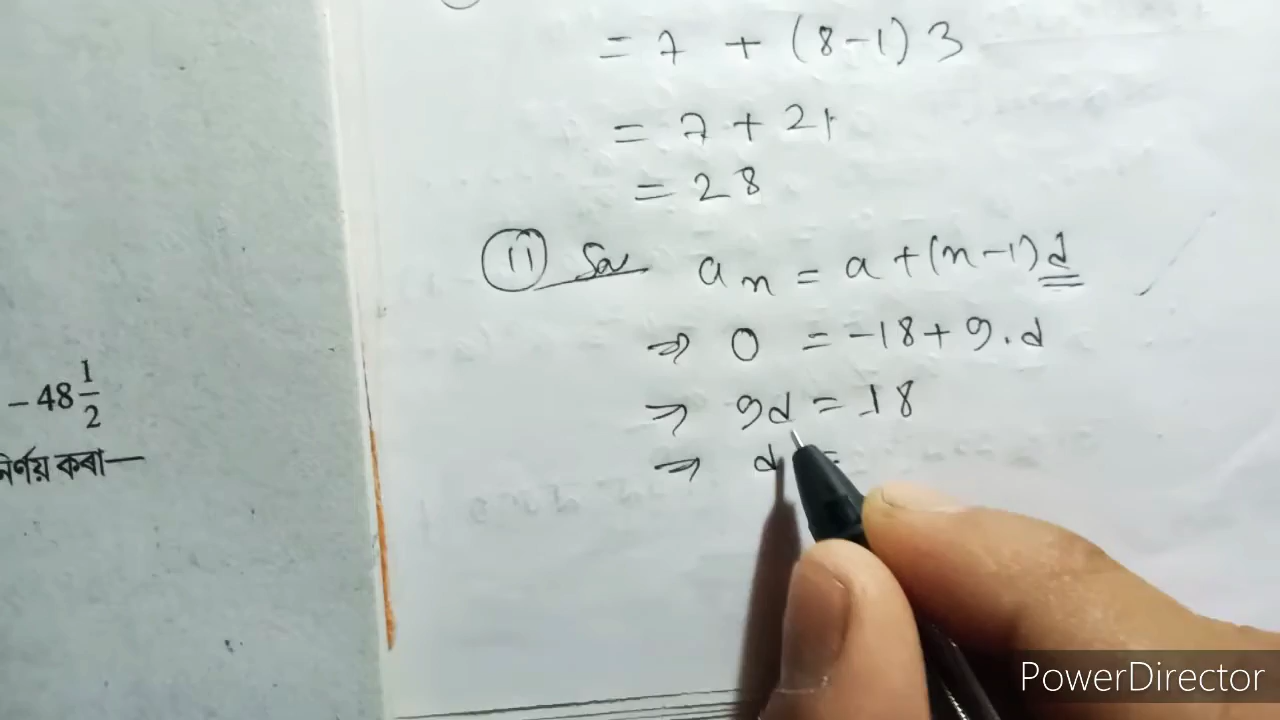 = 7 + (8-1) 3
= 7 + 21
= 28
(ii) Sol a n = a + (n-1) d
⇒ 0 = -18 + 9.d
⇒ 9d = 18
⇒ d =
- 48 1/2
নিৰ্ণয় কৰা—
PowerDirector